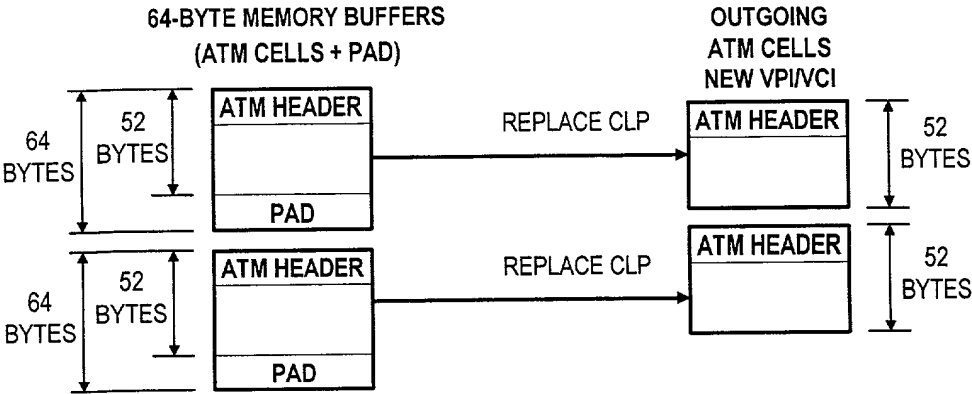 64-BYTE MEMORY BUFFERS
(ATM CELLS + PAD)
OUTGOING
ATM CELLS
NEW VPI/VCI
64
BYTES
52
BYTES
ATM HEADER
PAD
REPLACE CLP
ATM HEADER
52
BYTES
64
BYTES
52
BYTES
ATM HEADER
PAD
REPLACE CLP
ATM HEADER
52
BYTES